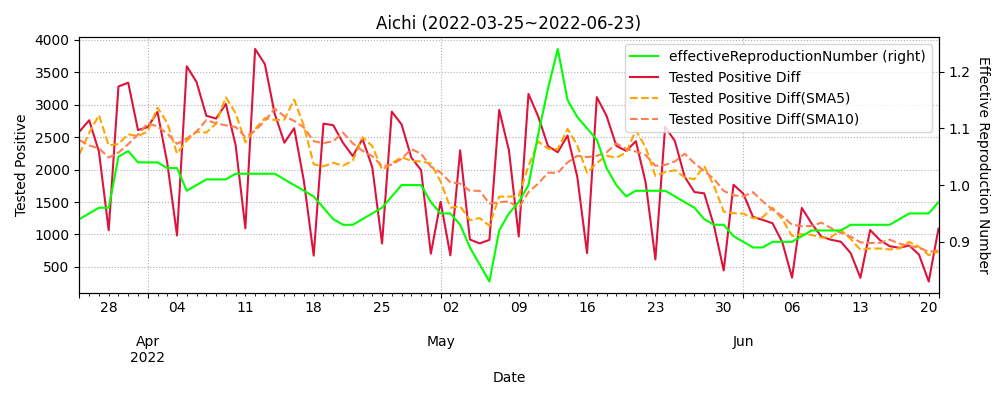 Aichi (2022-03-25~2022-06-23)
4000
3500
3000
2500
2000
1500
1000
500
Tested Positive
effectiveReproductionNumber (right)
Tested Positive Diff
Tested Positive Diff(SMA5)
Tested Positive Diff(SMA10)
1.2
1.1
1.0
0.9
Effective Reproduction Number
28 04 11 18 25 02 09 16 23 30 06 13 20
Apr May Jun
2022
Date